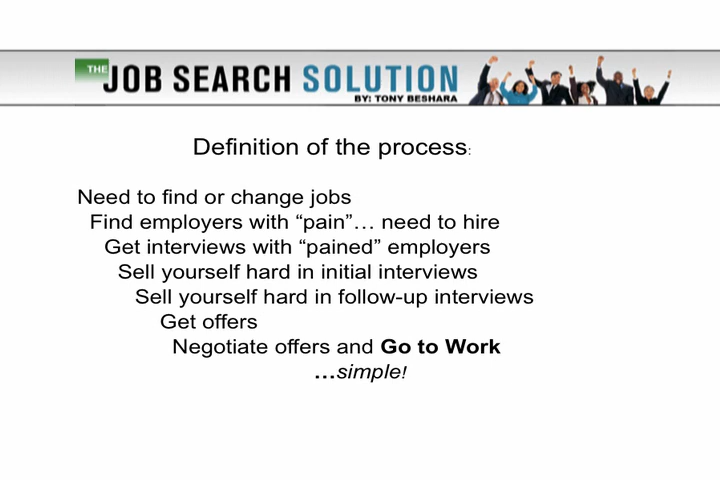 THE JOB SEARCH SOLUTION
BY: TONY BESHARA
Definition of the process:
Need to find or change jobs
Find employers with “pain”… need to hire
Get interviews with “pained” employers
Sell yourself hard in initial interviews
Sell yourself hard in follow-up interviews
Get offers
Negotiate offers and Go to Work
…simple!